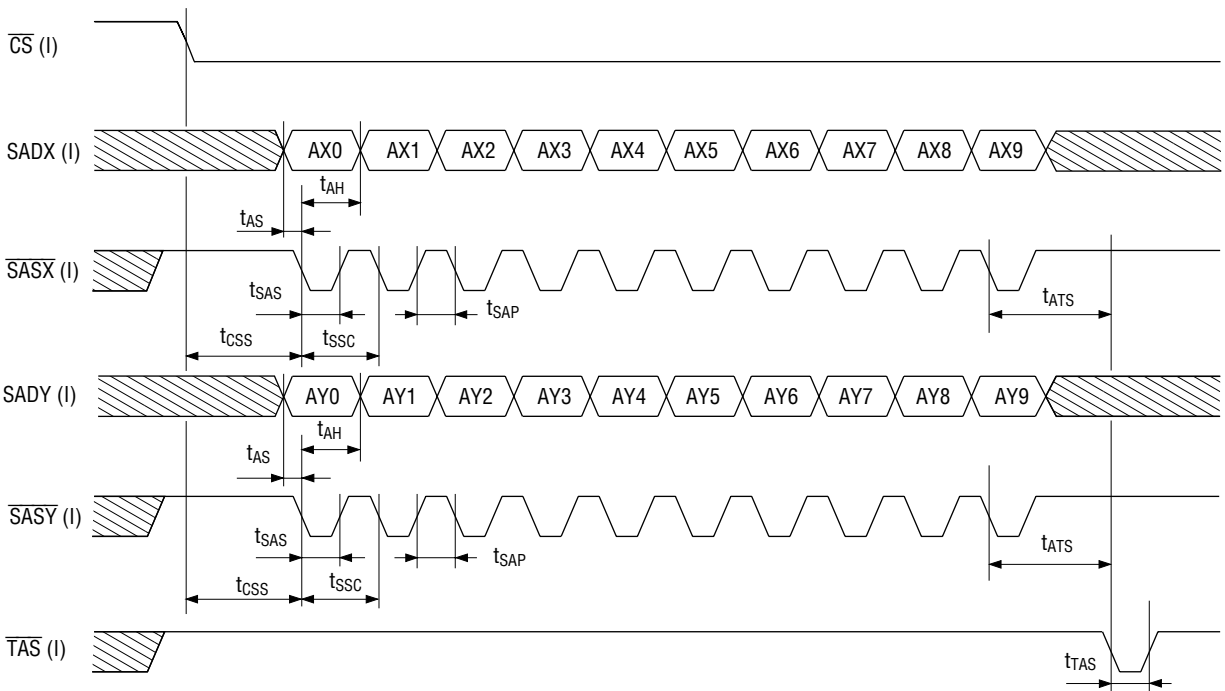 CS (I)
SADX (I) AX0 AX1 AX2 AX3 AX4 AX5 AX6 AX7 AX8 AX9
tAH
tAS
SASX (I)
tSAS tSAP tATS
tCSS tSSC
SADY (I) AY0 AY1 AY2 AY3 AY4 AY5 AY6 AY7 AY8 AY9
tAH
tAS
SASY (I)
tSAS tSAP tATS
tCSS tSSC
TAS (I)
tTAS